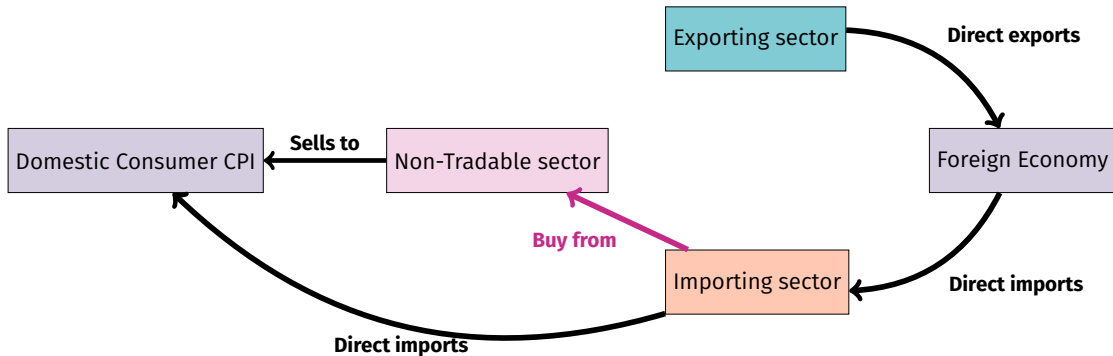 Exporting sector
Direct exports
Domestic Consumer CPI
Sells to
Non-Tradable sector
Foreign Economy
Buy from
Importing sector
Direct imports
Direct imports